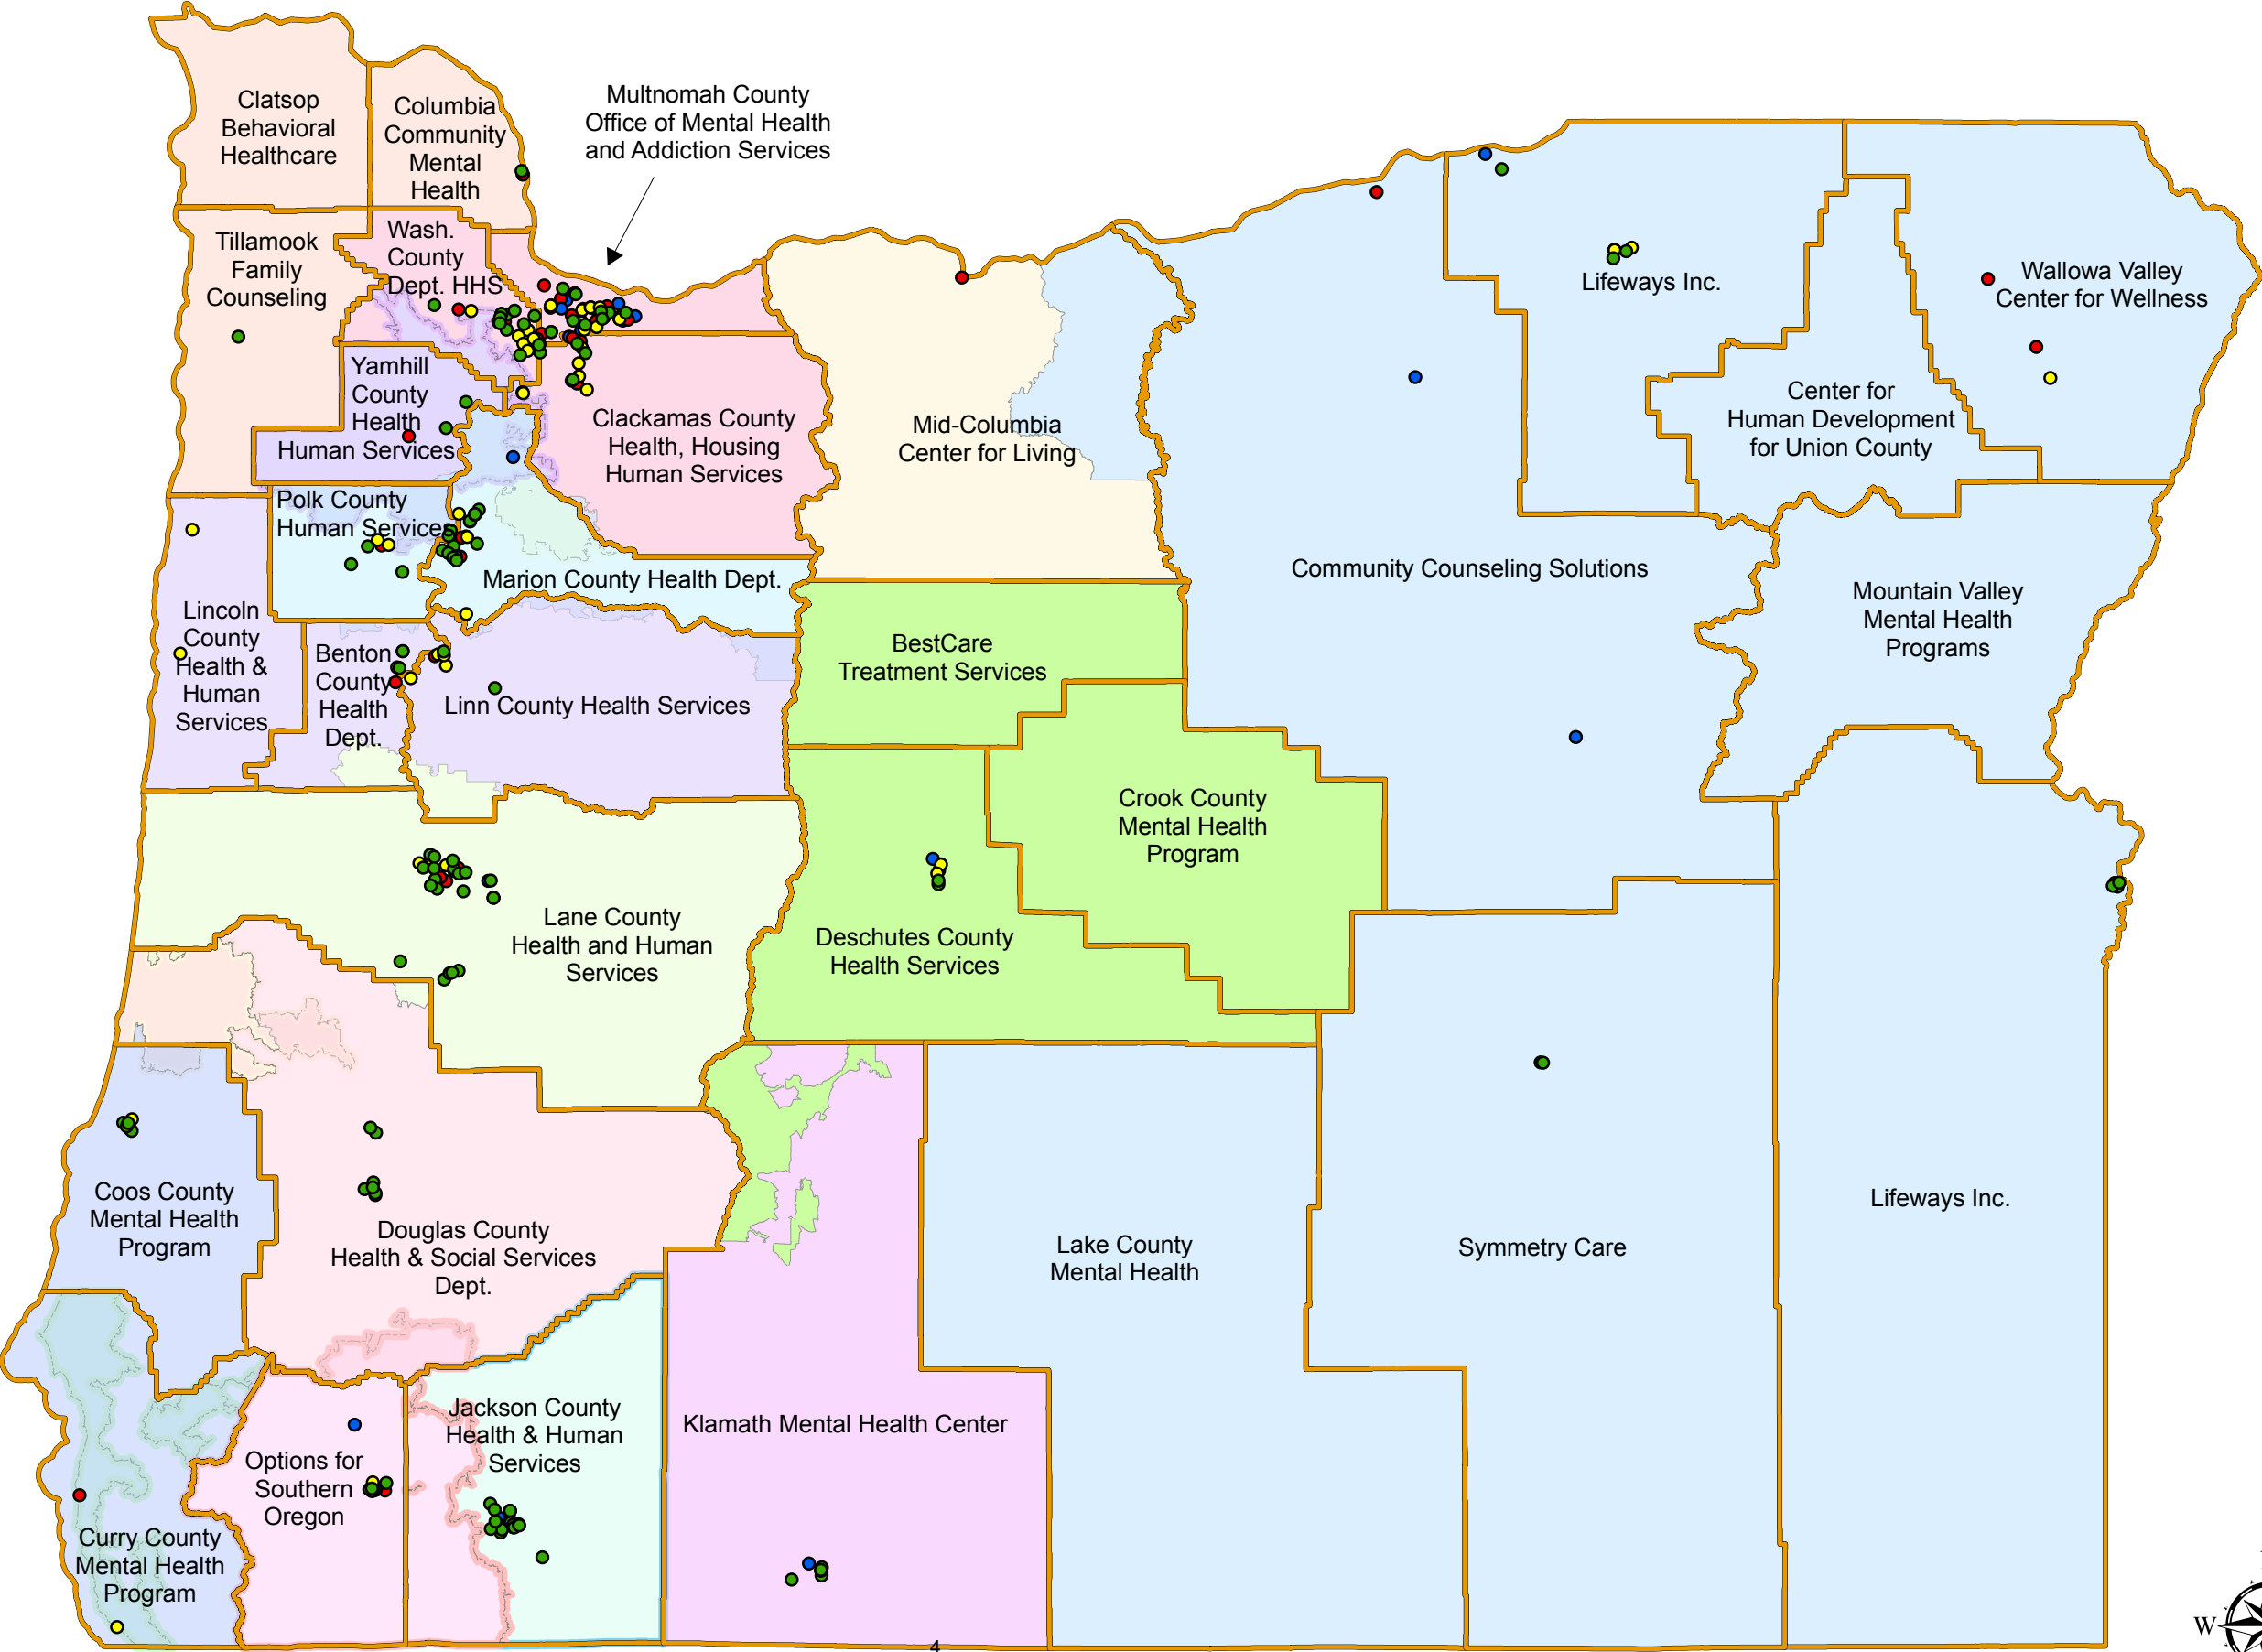 Clatsop
Behavioral
Healthcare
Columbia
Community
Mental
Health
Multnomah County
Office of Mental Health
and Addiction Services
Tillamook
Family
Counseling
Wash.
County
Dept. HHS
Lifeways Inc.
Wallowa Valley
Center for Wellness
Yamhill
County
Health
Human Services
Clackamas County
Health, Housing
Human Services
Mid-Columbia
Center for Living
Center for
Human Development
for Union County
Polk County
Human Services
Marion County Health Dept.
Community Counseling Solutions
Mountain Valley
Mental Health
Programs
Lincoln
County
Health &
Human
Services
Benton
County
Health
Dept.
Linn County Health Services
BestCare
Treatment Services
Crook County
Mental Health
Program
Lane County
Health and Human
Services
Deschutes County
Health Services
Coos County
Mental Health
Program
Douglas County
Health & Social Services
Dept.
Lake County
Mental Health
Symmetry Care
Lifeways Inc.
Jackson County
Health & Human
Services
Klamath Mental Health Center
Options for
Southern
Oregon
Curry County
Mental Health
Program
W
4